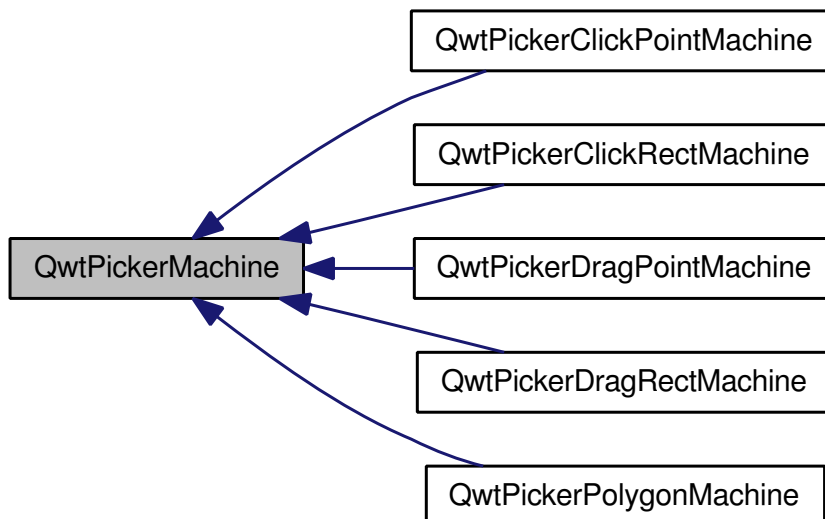 QwtPickerClickPointMachine
QwtPickerClickRectMachine
QwtPickerMachine
QwtPickerDragPointMachine
QwtPickerDragRectMachine
QwtPickerPolygonMachine